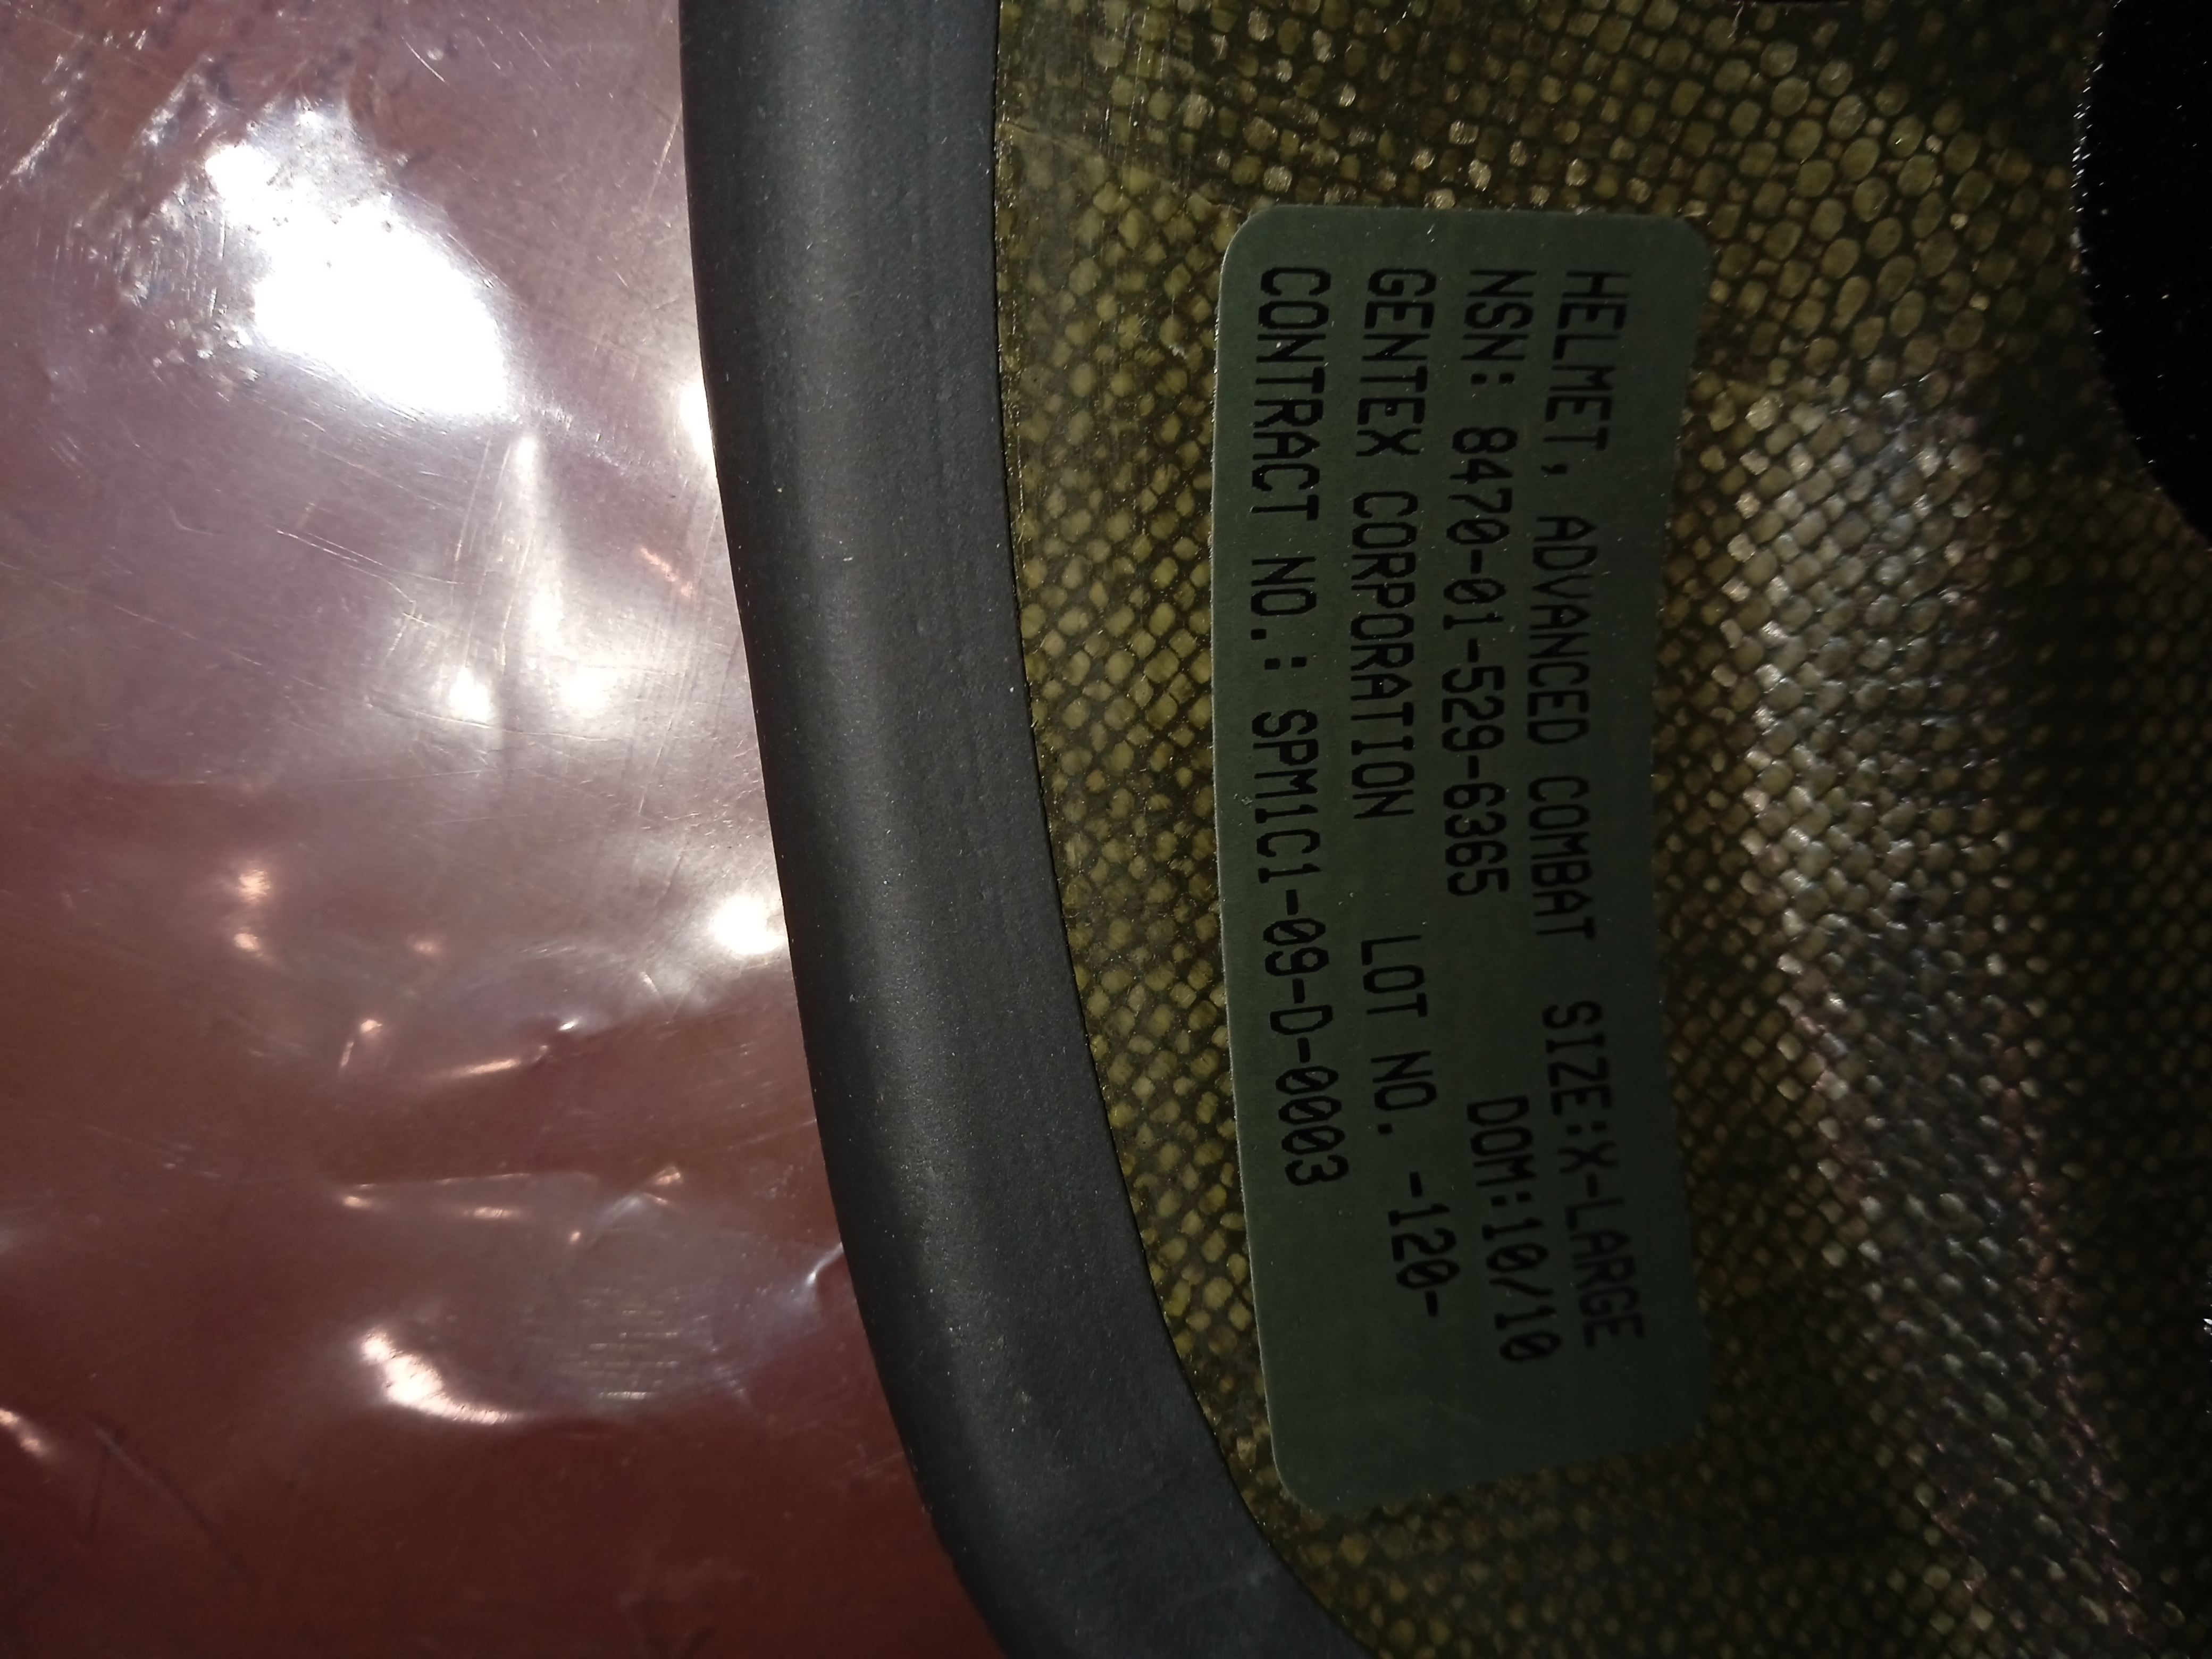 HELMET, ADVANCED COMBAT SIZE:X-LARGE
NSN: 8470-01-529-6365 DOM:10/10
GENTEX CORPORATION LOT NO. -120-
CONTRACT NO.: SPM1C1-09-D-0003